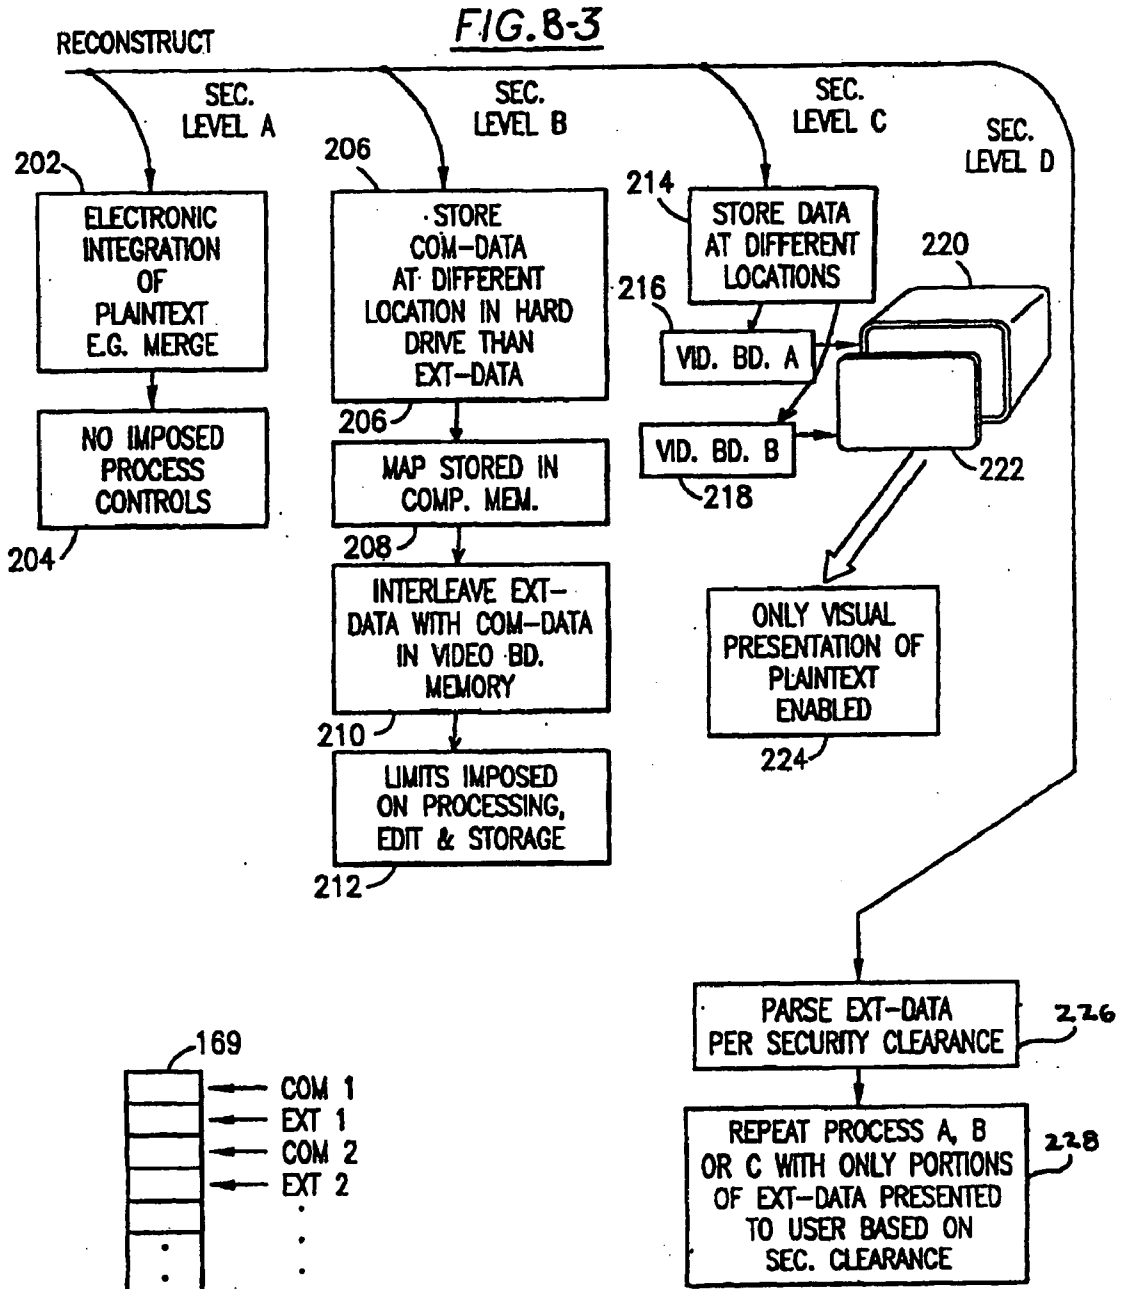 FIG. 8-3
RECONSTRUCT
SEC.
LEVEL A
SEC.
LEVEL B
SEC.
LEVEL C
SEC.
LEVEL D
202
ELECTRONIC
INTEGRATION
OF
PLAINTEXT
E.G. MERGE
NO IMPOSED
PROCESS
CONTROLS
204
206
STORE
COM-DATA
AT DIFFERENT
LOCATION IN HARD
DRIVE THAN
EXT-DATA
206
MAP STORED IN
COMP. MEM.
208
INTERLEAVE EXT-
DATA WITH COM-DATA
IN VIDEO BD.
MEMORY
210
LIMITS IMPOSED
ON PROCESSING,
EDIT & STORAGE
212
214
STORE DATA
AT DIFFERENT
LOCATIONS
216
VID. BD. A
VID. BD. B
218
220
222
ONLY VISUAL
PRESENTATION OF
PLAINTEXT
ENABLED
224
PARSE EXT-DATA
PER SECURITY CLEARANCE
226
REPEAT PROCESS A, B
OR C WITH ONLY PORTIONS
OF EXT-DATA PRESENTED
TO USER BASED ON
SEC. CLEARANCE
228
169
COM 1
EXT 1
COM 2
EXT 2